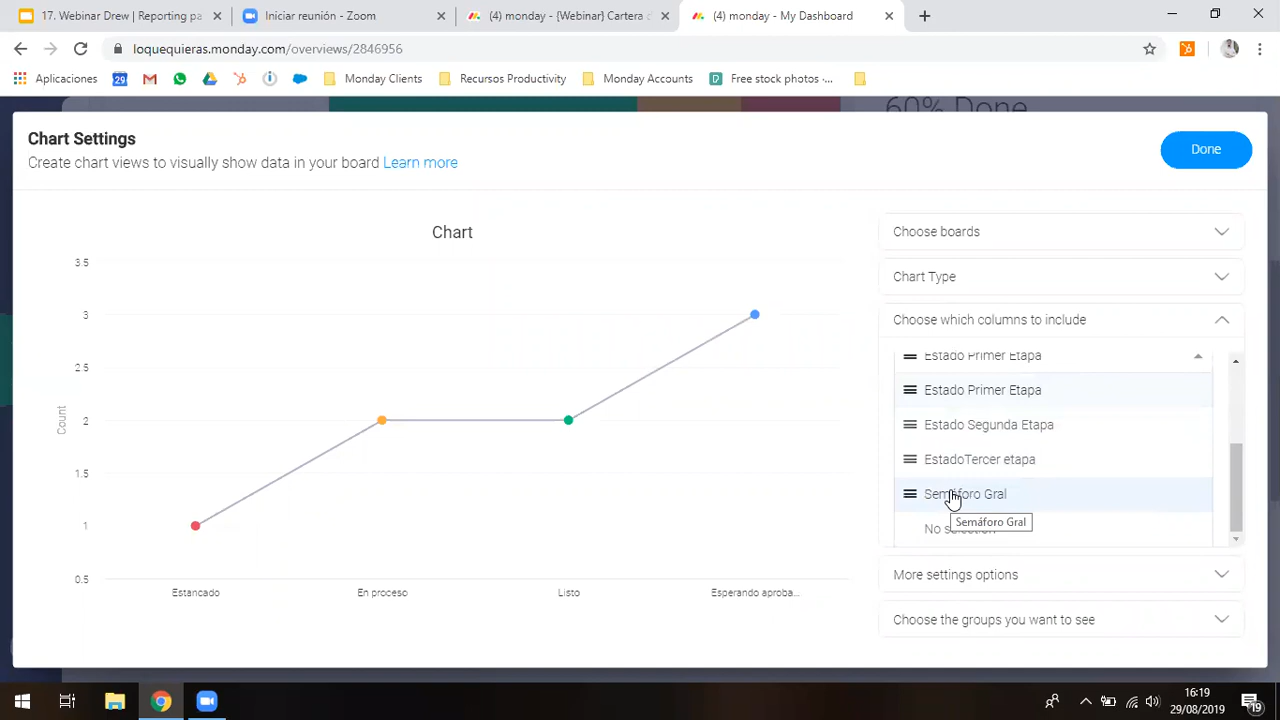 17. Webinar Drew | Reporting pa
Iniciar reunión - Zoom
(4) monday - {Webinar} Cartera c
(4) monday - My Dashboard
loquequieras.monday.com/overviews/2846956
Aplicaciones
29
Monday Clients
Recursos Productivity
Monday Accounts
Free stock photos ·...
60% Done
Chart Settings
Create chart views to visually show data in your board Learn more
Done
Chart
3.5
3
2.5
2
1.5
1
0.5
Count
Estancado
En proceso
Listo
Esperando aproba...
Choose boards
Chart Type
Choose which columns to include
Estado Primer Etapa
Estado Primer Etapa
Estado Segunda Etapa
EstadoTercer etapa
Semáforo Gral
Semáforo Gral
No selection
More settings options
Choose the groups you want to see
16:19
29/08/2019
19